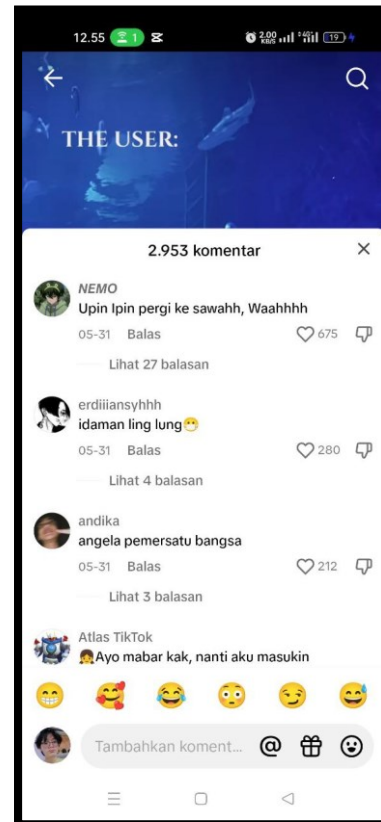 12.55 1 2.00 KB/S 4G 19
THE USER:
2.953 komentar
NEMO
Upin Ipin pergi ke sawahh, Waahhhh
05-31 Balas 675
Lihat 27 balasan
erdiiiansyhhh
idaman ling lung😬
05-31 Balas 280
Lihat 4 balasan
andika
angela pemersatu bangsa
05-31 Balas 212
Lihat 3 balasan
Atlas TikTok
👧Ayo mabar kak, nanti aku masukin
Tambahkan koment... @